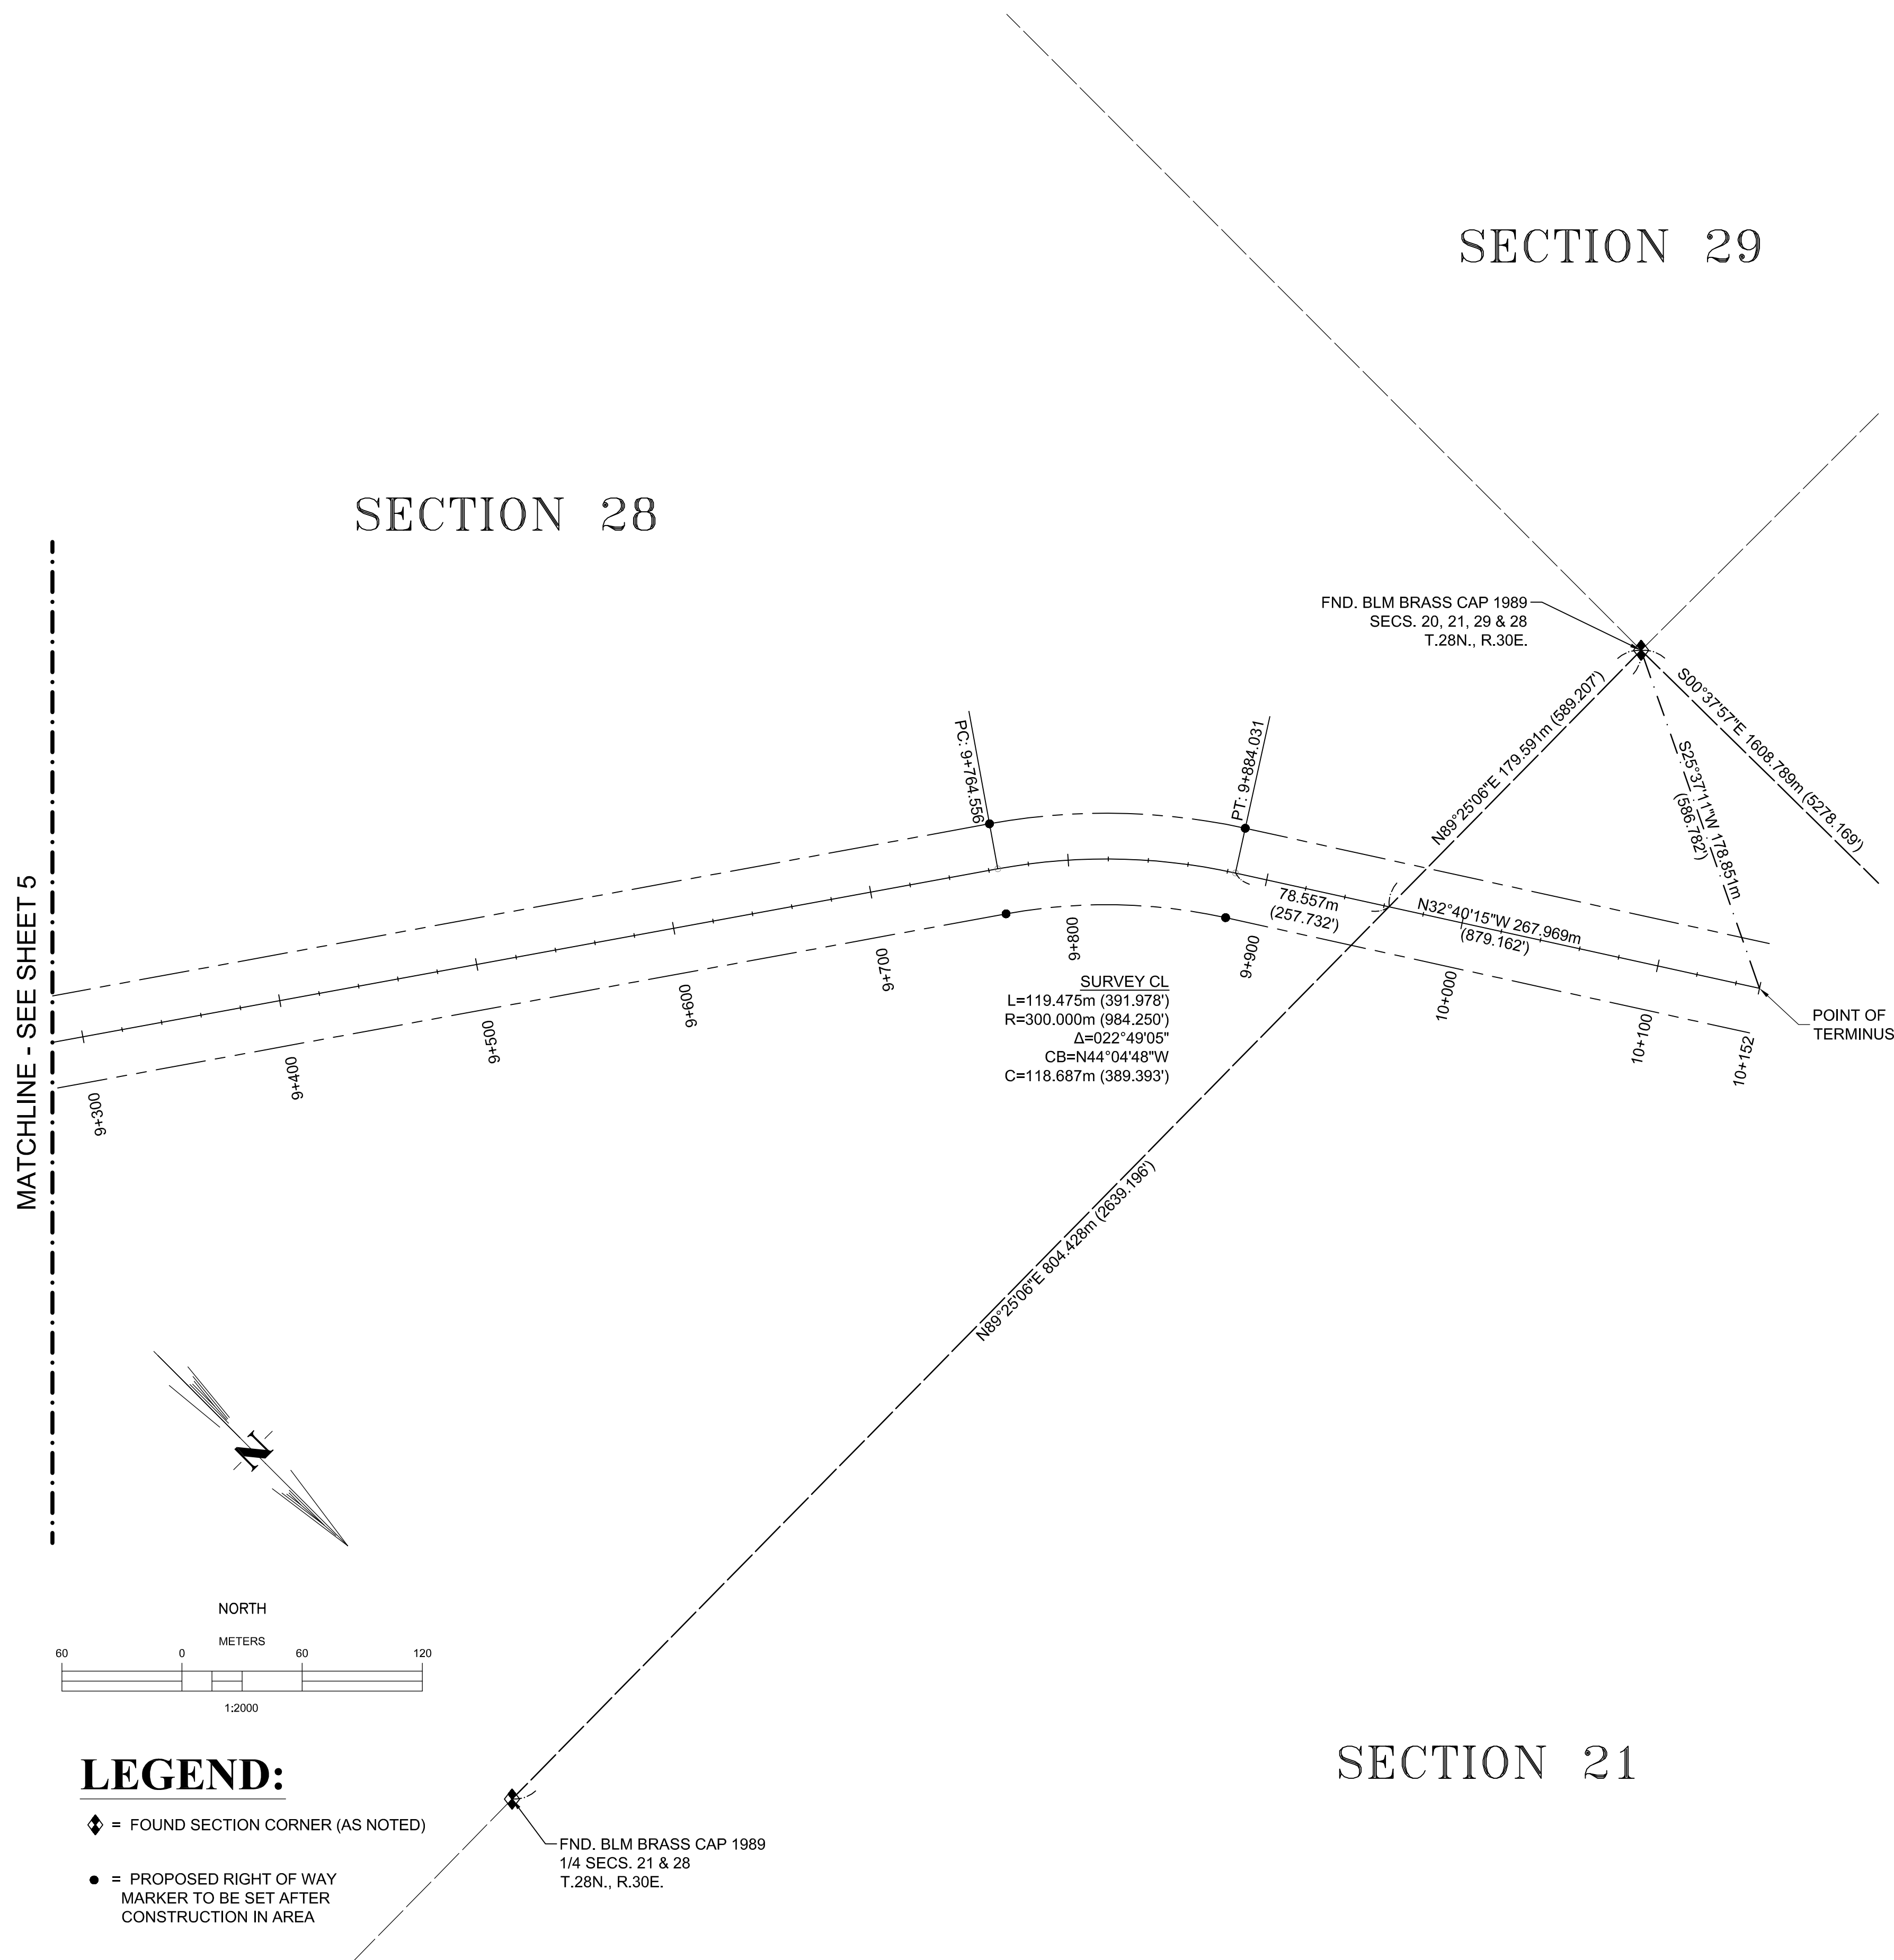 SECTION 29
SECTION 28
FND. BLM BRASS CAP 1989
SECS. 20, 21, 29 & 28
T.28N., R.30E.
S00°37'57"E 1608.789m (5278.169')
S25°37'11"W 178.851m
(586.782')
N89°25'06"E 179.591m (589.207')
PC: 9+764.556
PT: 9+884.031
78.557m
(257.732')
N32°40'15"W 267.969m
(879.162')
MATCHLINE - SEE SHEET 5
9+300
9+400
9+500
9+600
9+700
9+800
9+900
10+000
10+100
10+152
POINT OF
TERMINUS
SURVEY CL
L=119.475m (391.978')
R=300.000m (984.250')
Δ=022°49'05"
CB=N44°04'48"W
C=118.687m (389.393')
N89°25'06"E 804.428m (2639.196')
N
NORTH
METERS
60 0 60 120
1:2000
SECTION 21
LEGEND:
= FOUND SECTION CORNER (AS NOTED)
= PROPOSED RIGHT OF WAY
MARKER TO BE SET AFTER
CONSTRUCTION IN AREA
FND. BLM BRASS CAP 1989
1/4 SECS. 21 & 28
T.28N., R.30E.